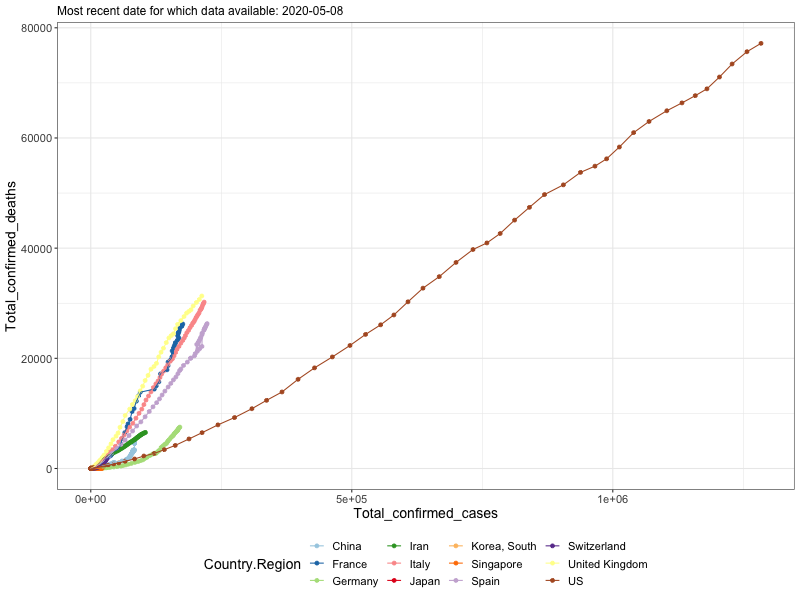 Most recent date for which data available: 2020-05-08
80000
60000
40000
20000
0
Total_confirmed_deaths
0e+00 5e+05 1e+06
Total_confirmed_cases
Country.Region
China Iran Korea, South Switzerland
France Italy Singapore United Kingdom
Germany Japan Spain US